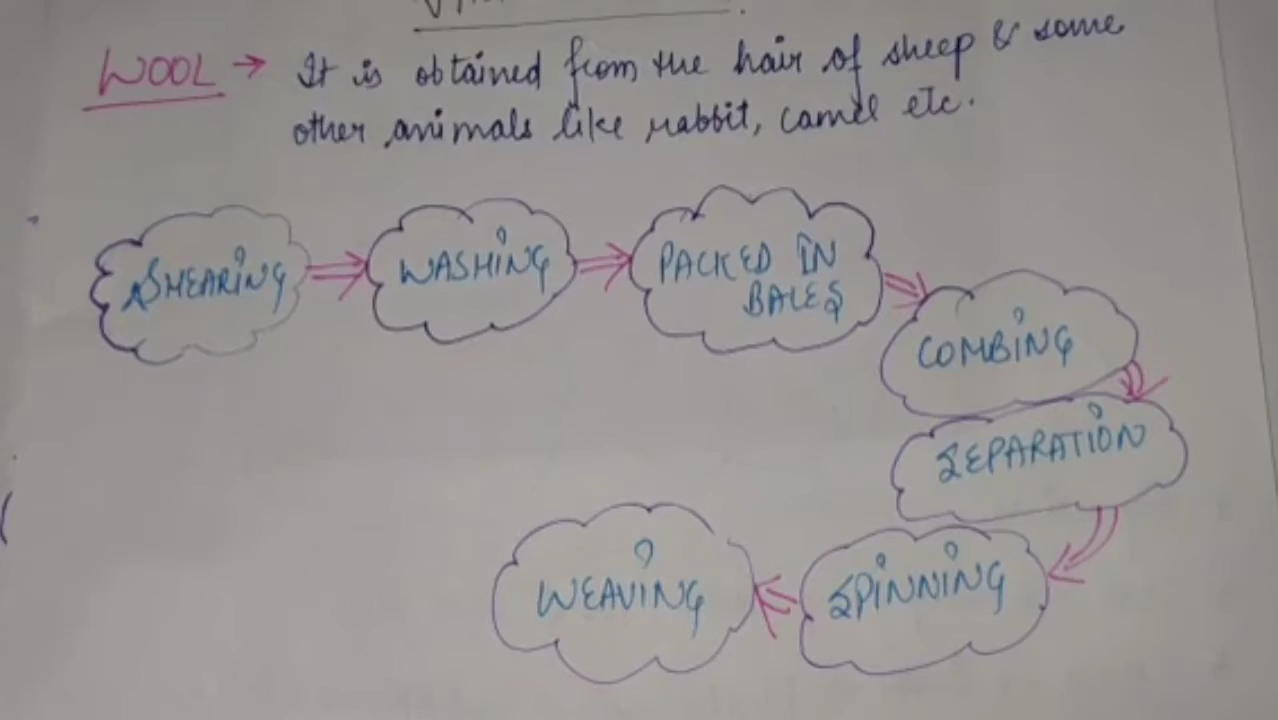 WOOL → It is obtained from the hair of sheep & some
other animals like rabbit, camel etc.
SHEARING
WASHING
PACKED IN
BALES
COMBING
SEPARATION
SPINNING
WEAVING